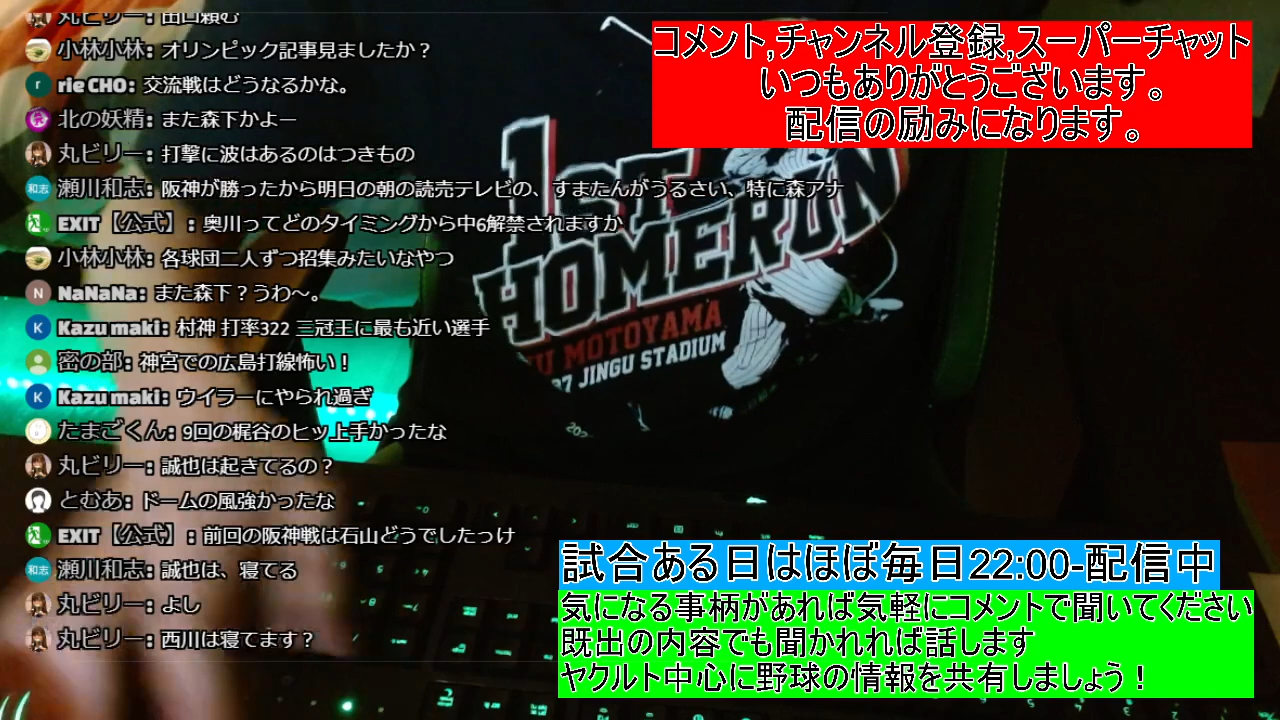 丸ビリー: 田口頼む
小林小林: オリンピック記事見ましたか？
rie CHO: 交流戦はどうなるかな。
北の妖精: また森下かよー
丸ビリー: 打撃に波はあるのはつきもの
瀬川和志: 阪神が勝ったから明日の朝の読売テレビの、すまたんがうるさい、特に森アナ
EXIT【公式】: 奥川ってどのタイミングから中6解禁されますか
小林小林: 各球団二人ずつ招集みたいなやつ
NaNaNa: また森下？うわ〜。
Kazu maki: 村神 打率322 三冠王に最も近い選手
密の部: 神宮での広島打線怖い！
Kazu maki: ウイラーにやられ過ぎ
たまごくん: 9回の梶谷のヒッ上手かったな
丸ビリー: 誠也は起きてるの？
とむあ: ドームの風強かったな
EXIT【公式】: 前回の阪神戦は石山どうでしたっけ
瀬川和志: 誠也は、寝てる
丸ビリー: よし
丸ビリー: 西川は寝てます？
コメント,チャンネル登録,スーパーチャット
いつもありがとうございます。
配信の励みになります。
1ST
HOMERUN
MOTOYAMA
JINGU STADIUM
試合ある日はほぼ毎日22:00-配信中
気になる事柄があれば気軽にコメントで聞いてください
既出の内容でも聞かれれば話します
ヤクルト中心に野球の情報を共有しましょう！